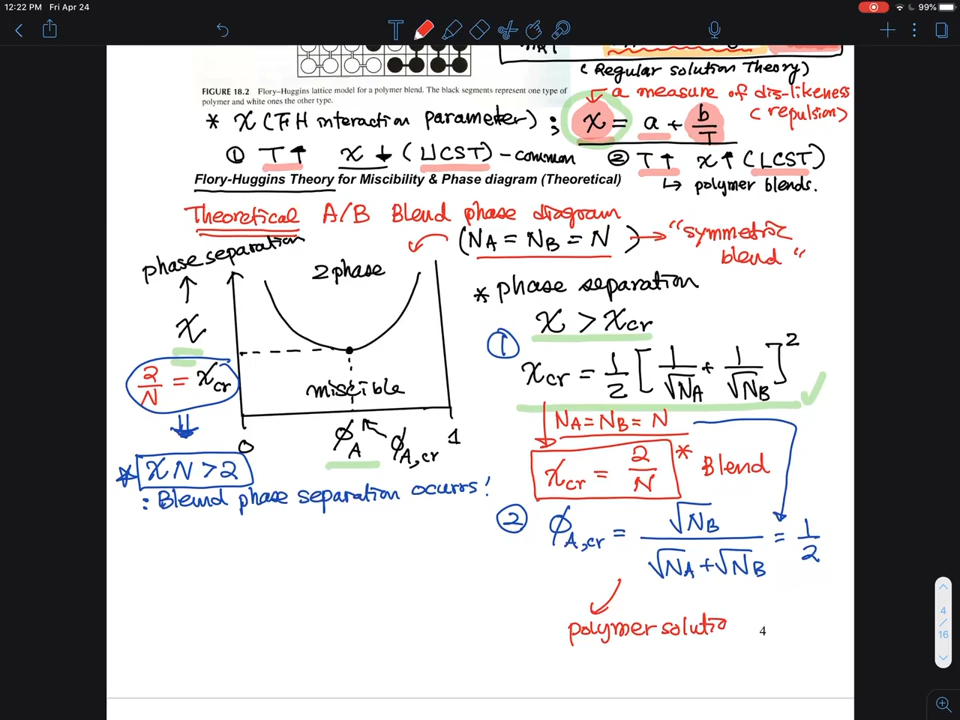 12:22 PM Fri Apr 24
99%
(Regular solution Theory)
FIGURE 18.2 Flory–Huggins lattice model for a polymer blend. The black segments represent one type of
polymer and white ones the other type.
a measure of dis-likeness
(repulsion)
* χ (FH interaction parameter) ; χ = a + b/T
① T↑ χ↓ (UCST) - common
② T↑ χ↑ (LCST)
↳ polymer blends.
Flory-Huggins Theory for Miscibility & Phase diagram (Theoretical)
Theoretical A/B Blend phase diagram
(NA = NB = N) → "symmetric
blend"
phase separation
↑
χ
2 phase
2/N = χcr
miscible
0
φA
φA,cr
1
* χN > 2
: Blend phase separation occurs!
* phase separation
χ > χcr
① χcr = 1/2 [ 1/√NA + 1/√NB ]²
NA = NB = N
χcr = 2/N * Blend
② φA,cr = √NB / (√NA + √NB) = 1/2
polymer solutio
4
4
/
16